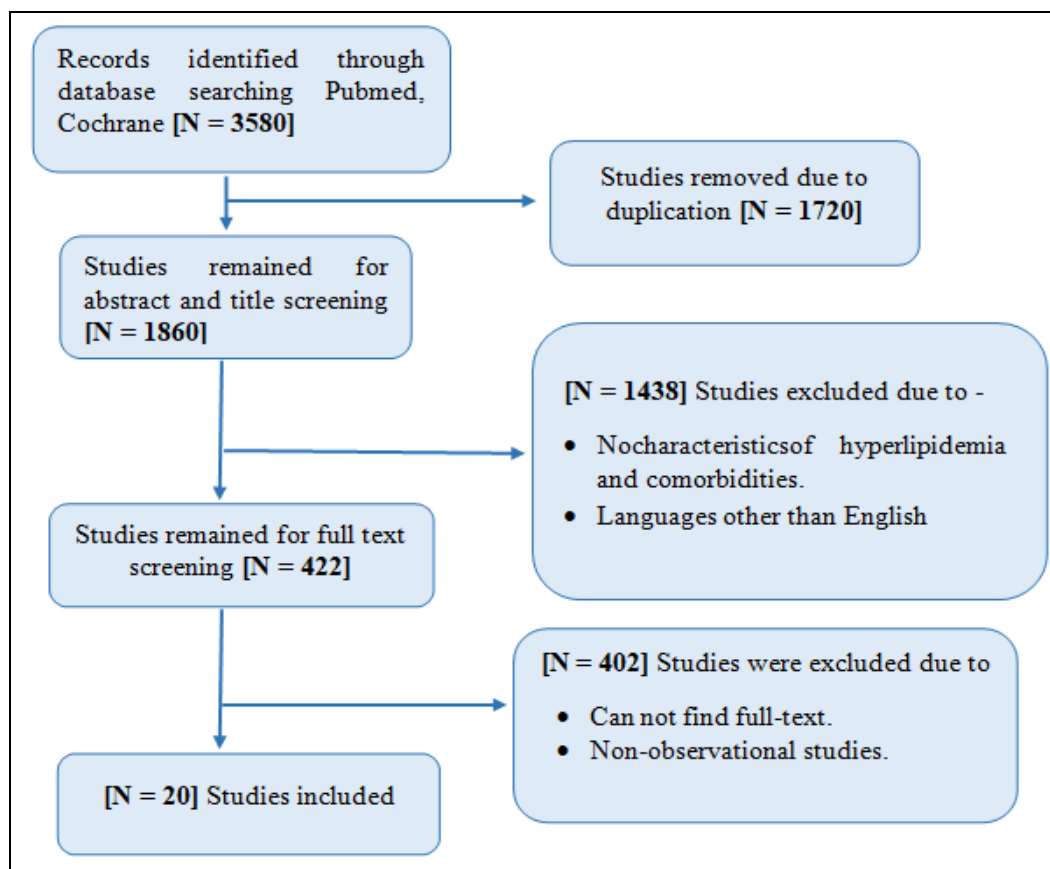 Records identified through
database searching Pubmed,
Cochrane [N = 3580]
Studies removed due to
duplication [N = 1720]
Studies remained for
abstract and title screening
[N = 1860]
[N = 1438] Studies excluded due to -
• Nocharacteristicsof hyperlipidemia
and comorbidities.
• Languages other than English
Studies remained for full text
screening [N = 422]
[N = 402] Studies were excluded due to
• Can not find full-text.
• Non-observational studies.
[N = 20] Studies included